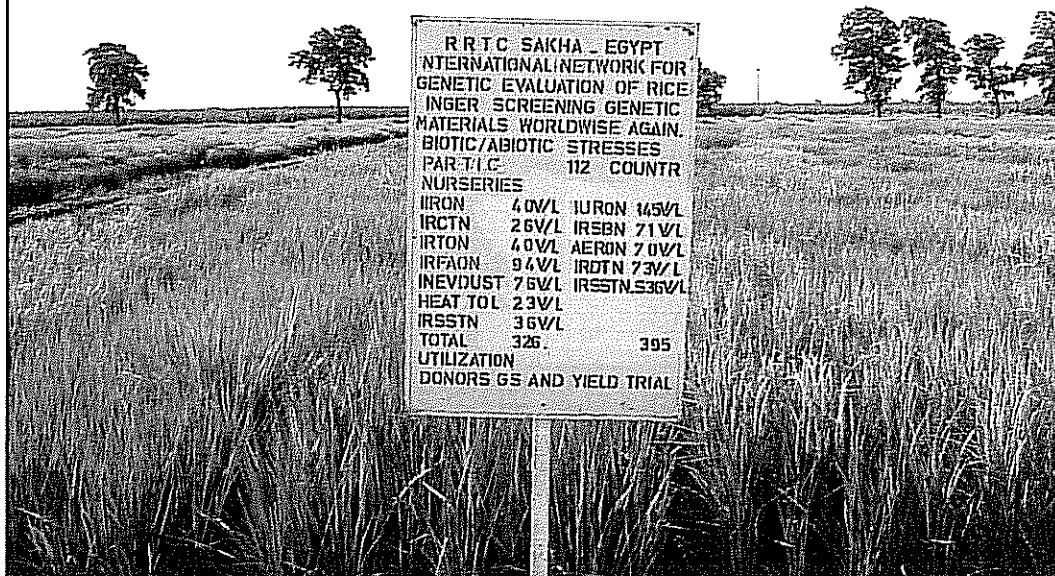 RRTC SAKHA - EGYPT
NTERNATIONAL NETWORK FOR
GENETIC EVALUATION OF RICE
INGER SCREENING GENETIC
MATERIALS WORLDWISE AGAIN.
BIOTIC/ABIOTIC STRESSES
PAR.T.I.C- 112 COUNTR
NURSERIES
IIRON 40V/L IURON 145V/L
IRCTN 26V/L IRSBN 71V/L
IRTON 40V/L AERON 70V/L
IRFAON 94V/L IRDTN 73V/L
INEVDUST 76V/L IRSSTN.S36V/L
HEAT TOL 23V/L
IRSSTN 36V/L
TOTAL 326. 395
UTILIZATION
DONORS GS AND YIELD TRIAL